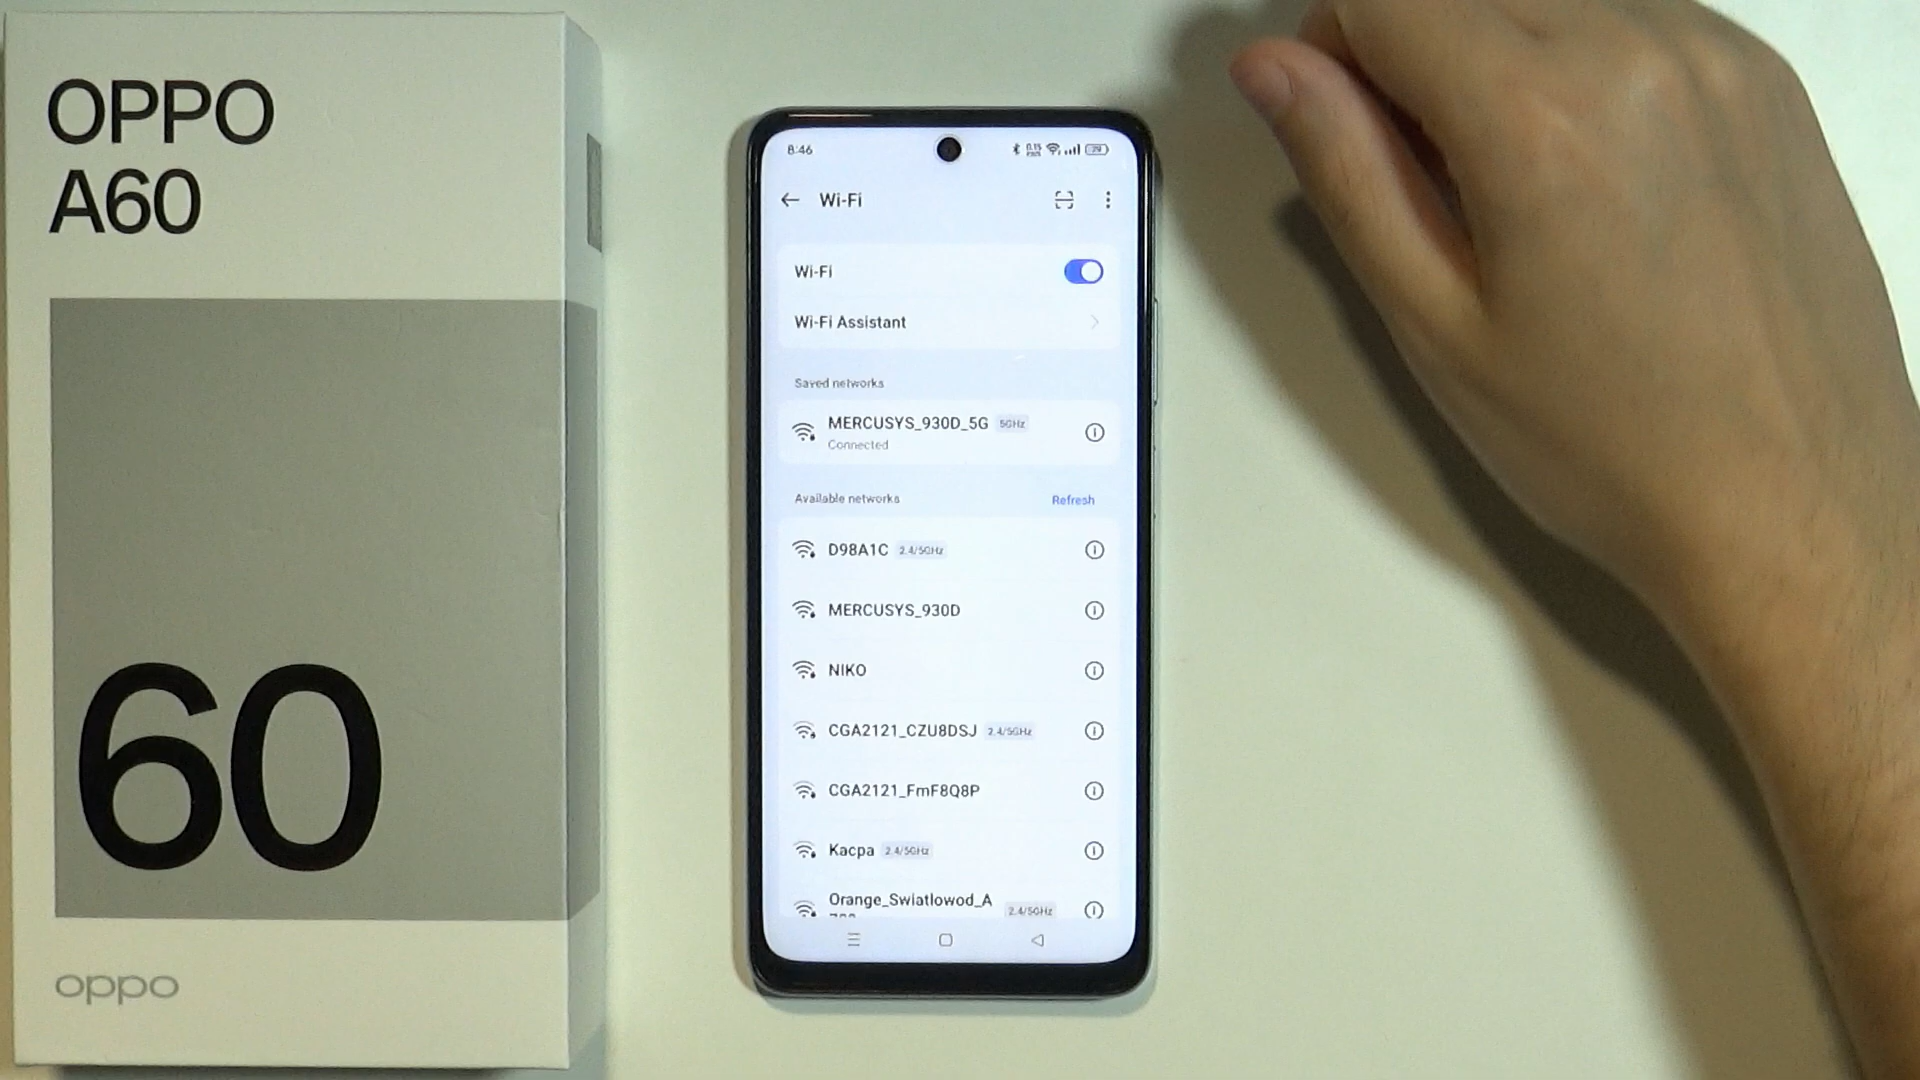 OPPO
A60
60
oppo
8:46
29
Wi-Fi
Wi-Fi
Wi-Fi Assistant
Saved networks
MERCUSYS_930D_5G 5GHz
Connected
Available networks Refresh
D98A1C 2.4/5GHz
MERCUSYS_930D
NIKO
CGA2121_CZU8DSJ 2.4/5GHz
CGA2121_FmF8Q8P
Kacpa 2.4/5GHz
Orange_Swiatlowod_A
2.4/5GHz